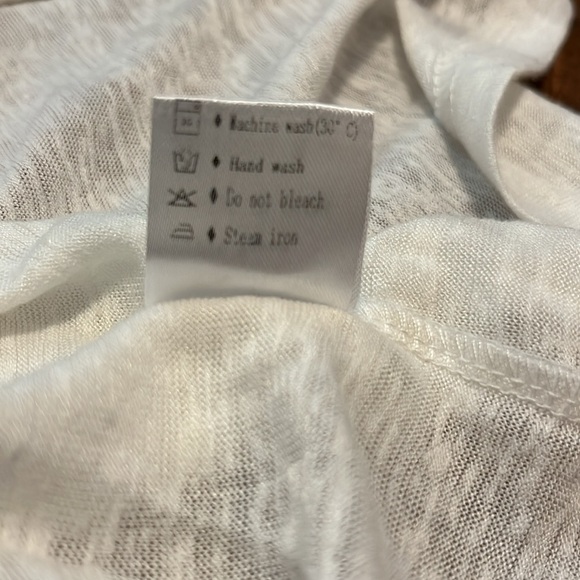 30 ♦ Machine wash(30° C)
♦ Hand wash
♦ Do not bleach
♦ Steam iron